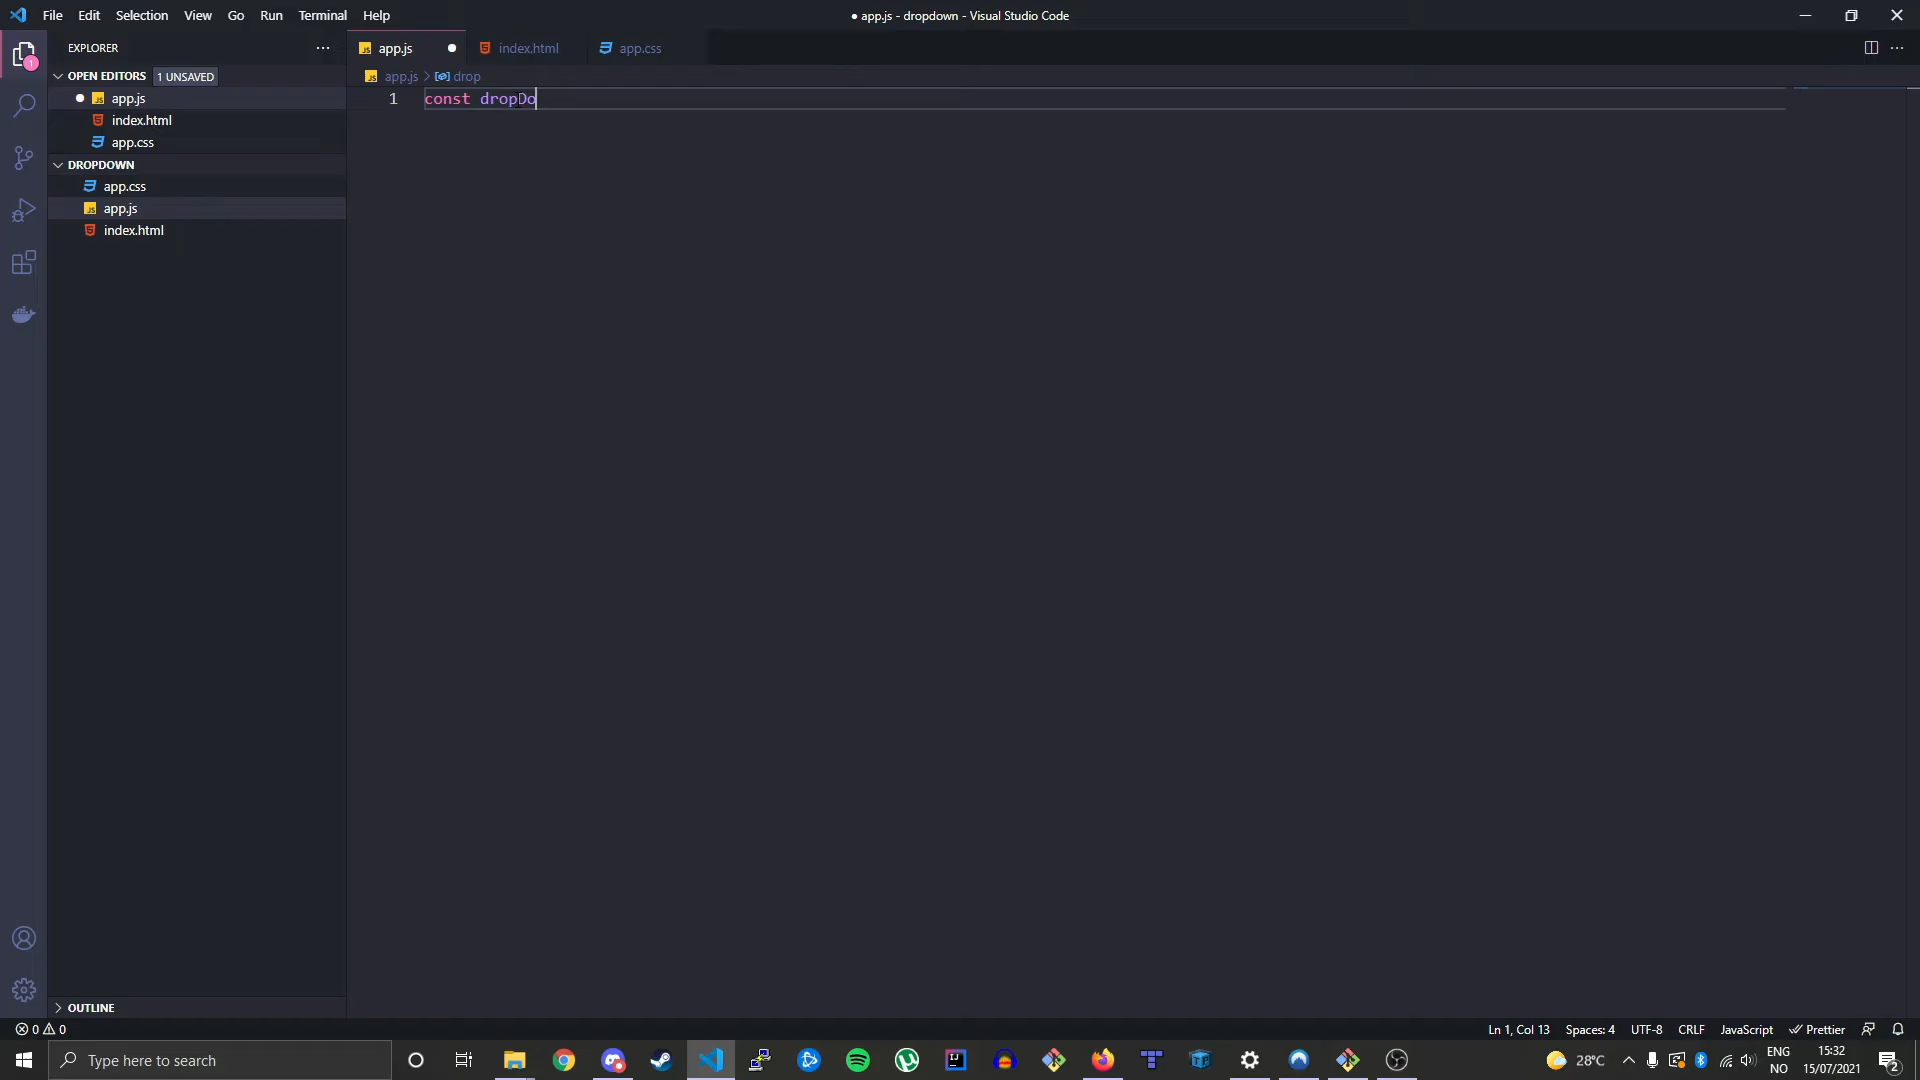 File Edit Selection View Go Run Terminal Help
● app.js - dropdown - Visual Studio Code
EXPLORER
app.js
index.html
app.css
OPEN EDITORS 1 UNSAVED
app.js > drop
app.js
1 const dropDo
index.html
app.css
DROPDOWN
app.css
app.js
index.html
1
OUTLINE
0 0
Ln 1, Col 13 Spaces: 4 UTF-8 CRLF JavaScript Prettier
Type here to search
28°C
ENG
NO
15:32
15/07/2021
2